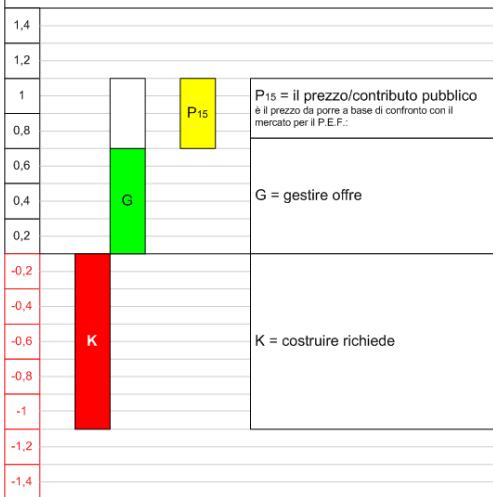 1,4
1,2
1
0,8
0,6
0,4
0,2
-0,2
-0,4
-0,6
-0,8
-1
-1,2
-1,4
G
K
P15
P15 = il prezzo/contributo pubblico
è il prezzo da porre a base di confronto con il
mercato per il P.E.F.:
G = gestire offre
K = costruire richiede